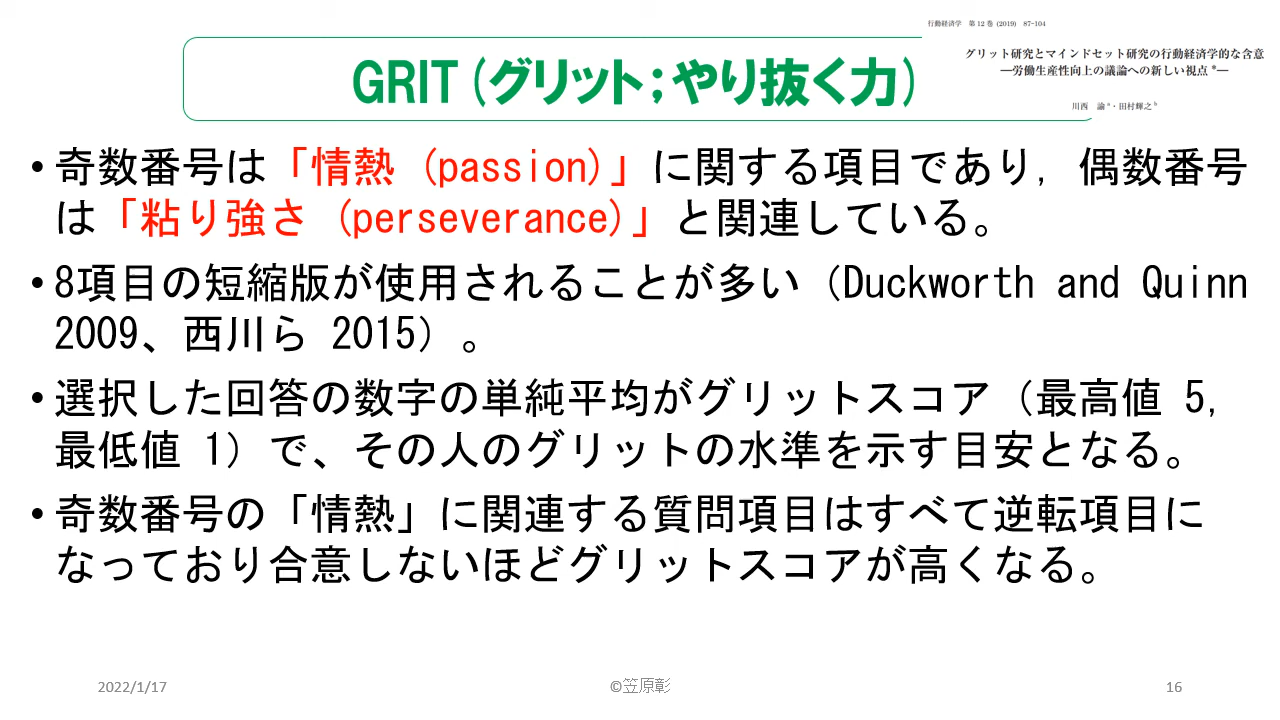 行動経済学 第12巻 (2019) 87-104
グリット研究とマインドセット研究の行動経済学的な含意
―労働生産性向上の議論への新しい視点 *―
川西 諭 a・田村輝之 b
GRIT(グリット;やり抜く力)
•奇数番号は「情熱 (passion)」に関する項目であり, 偶数番号
は「粘り強さ (perseverance)」と関連している。
•8項目の短縮版が使用されることが多い (Duckworth and Quinn
2009、西川ら 2015) 。
•選択した回答の数字の単純平均がグリットスコア (最高値 5,
最低値 1) で、その人のグリットの水準を示す目安となる。
•奇数番号の「情熱」に関連する質問項目はすべて逆転項目に
なっており合意しないほどグリットスコアが高くなる。
2022/1/17
©笠原彰
16